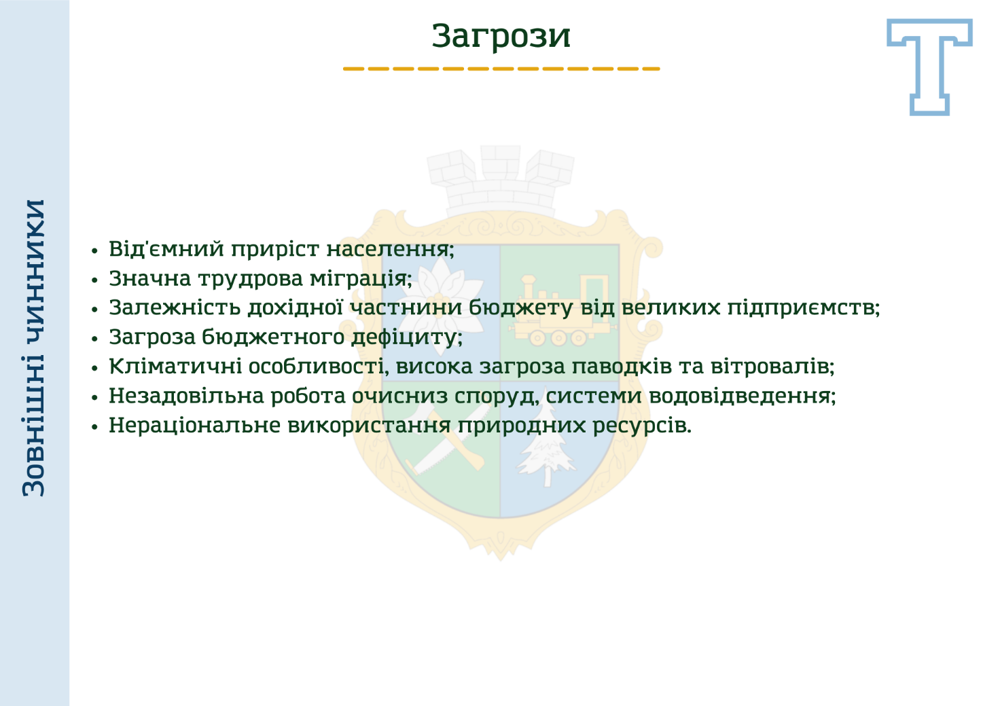 Загрози
Т
Зовнішні чинники
• Від'ємний приріст населення;
• Значна трудрова міграція;
• Залежність дохідної частнини бюджету від великих підприємств;
• Загроза бюджетного дефіциту;
• Кліматичні особливості, висока загроза паводків та вітровалів;
• Незадовільна робота очисниз споруд, системи водовідведення;
• Нераціональне використання природних ресурсів.